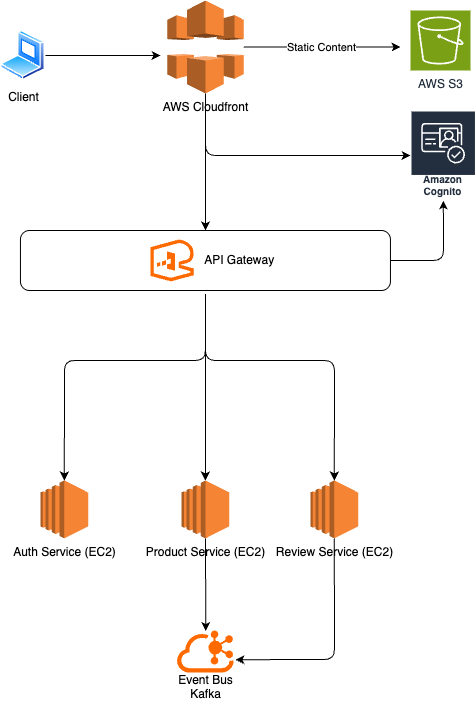 Static Content
Client
AWS Cloudfront
AWS S3
Amazon
Cognito
API Gateway
Auth Service (EC2)
Product Service (EC2)
Review Service (EC2)
Event Bus
Kafka